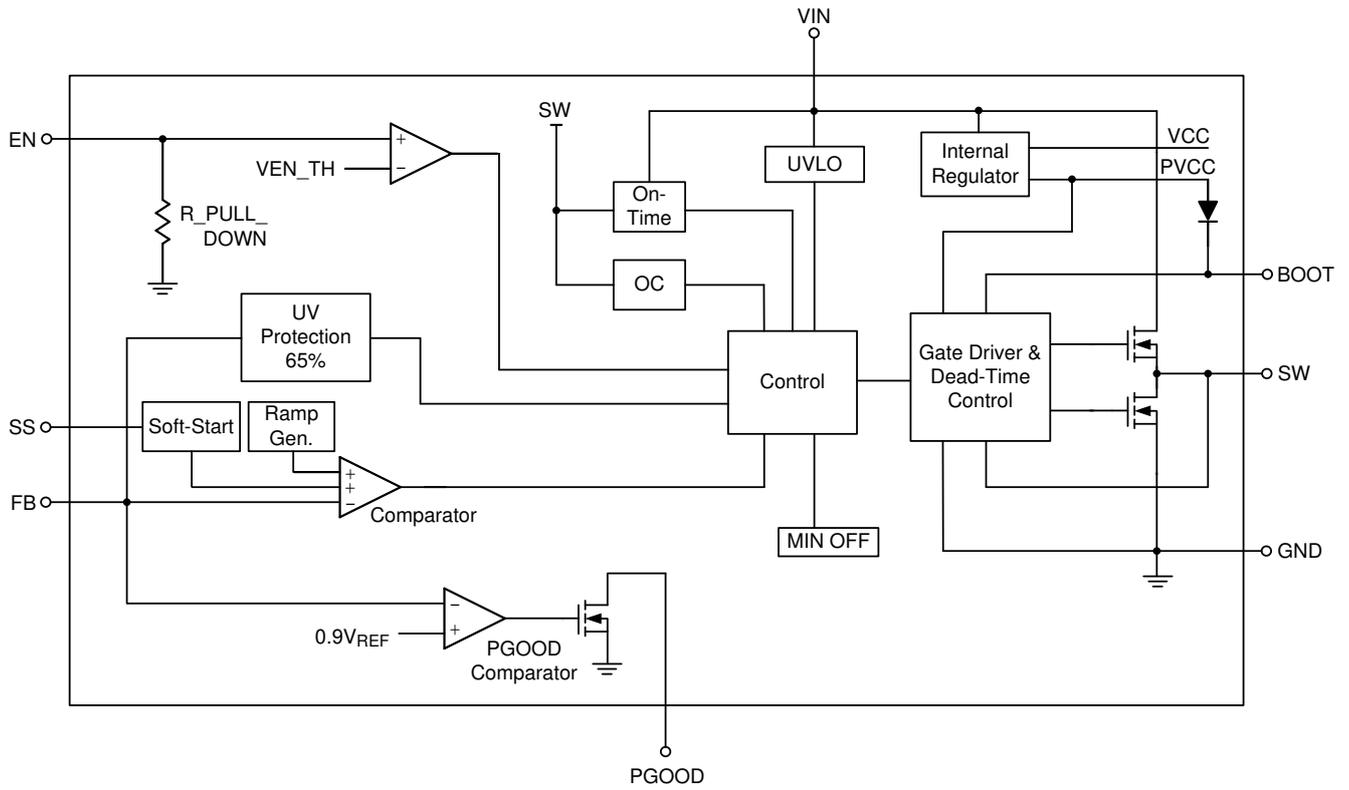 VIN
EN
VEN_TH
+
−
R_PULL_
DOWN
SW
On-
Time
OC
UVLO
Internal
Regulator
VCC
PVCC
BOOT
UV
Protection
65%
Control
Gate Driver &
Dead-Time
Control
SW
SS
Soft-Start
Ramp
Gen.
+
+
−
Comparator
FB
MIN OFF
GND
−
+
0.9VREF
PGOOD
Comparator
PGOOD